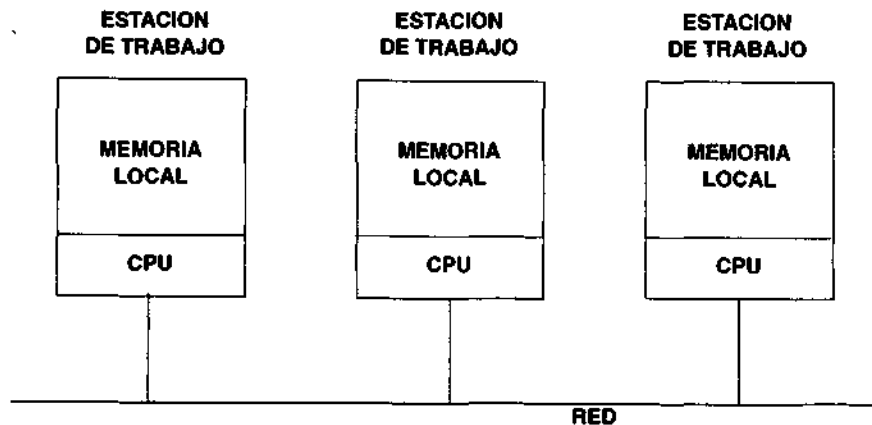 ESTACION
DE TRABAJO
ESTACION
DE TRABAJO
ESTACION
DE TRABAJO
MEMORIA
LOCAL
MEMORIA
LOCAL
MEMORIA
LOCAL
CPU
CPU
CPU
RED